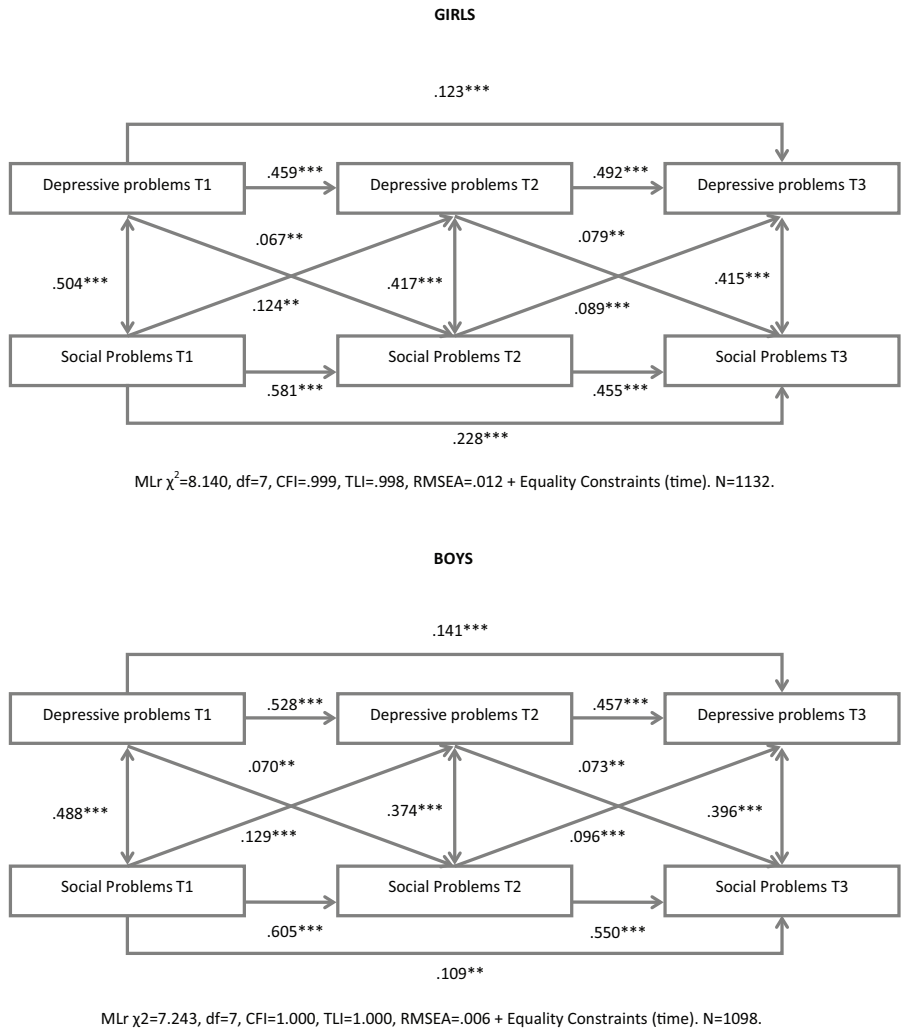 GIRLS
.123***
Depressive problems T1 .459*** Depressive problems T2 .492*** Depressive problems T3
.067** .079**
.504*** .417*** .415***
.124** .089***
Social Problems T1 Social Problems T2 Social Problems T3
.581*** .455***
.228***
MLr χ²=8.140, df=7, CFI=.999, TLI=.998, RMSEA=.012 + Equality Constraints (time). N=1132.
BOYS
.141***
Depressive problems T1 .528*** Depressive problems T2 .457*** Depressive problems T3
.070** .073**
.488*** .374*** .396***
.129*** .096***
Social Problems T1 Social Problems T2 Social Problems T3
.605*** .550***
.109**
MLr χ2=7.243, df=7, CFI=1.000, TLI=1.000, RMSEA=.006 + Equality Constraints (time). N=1098.